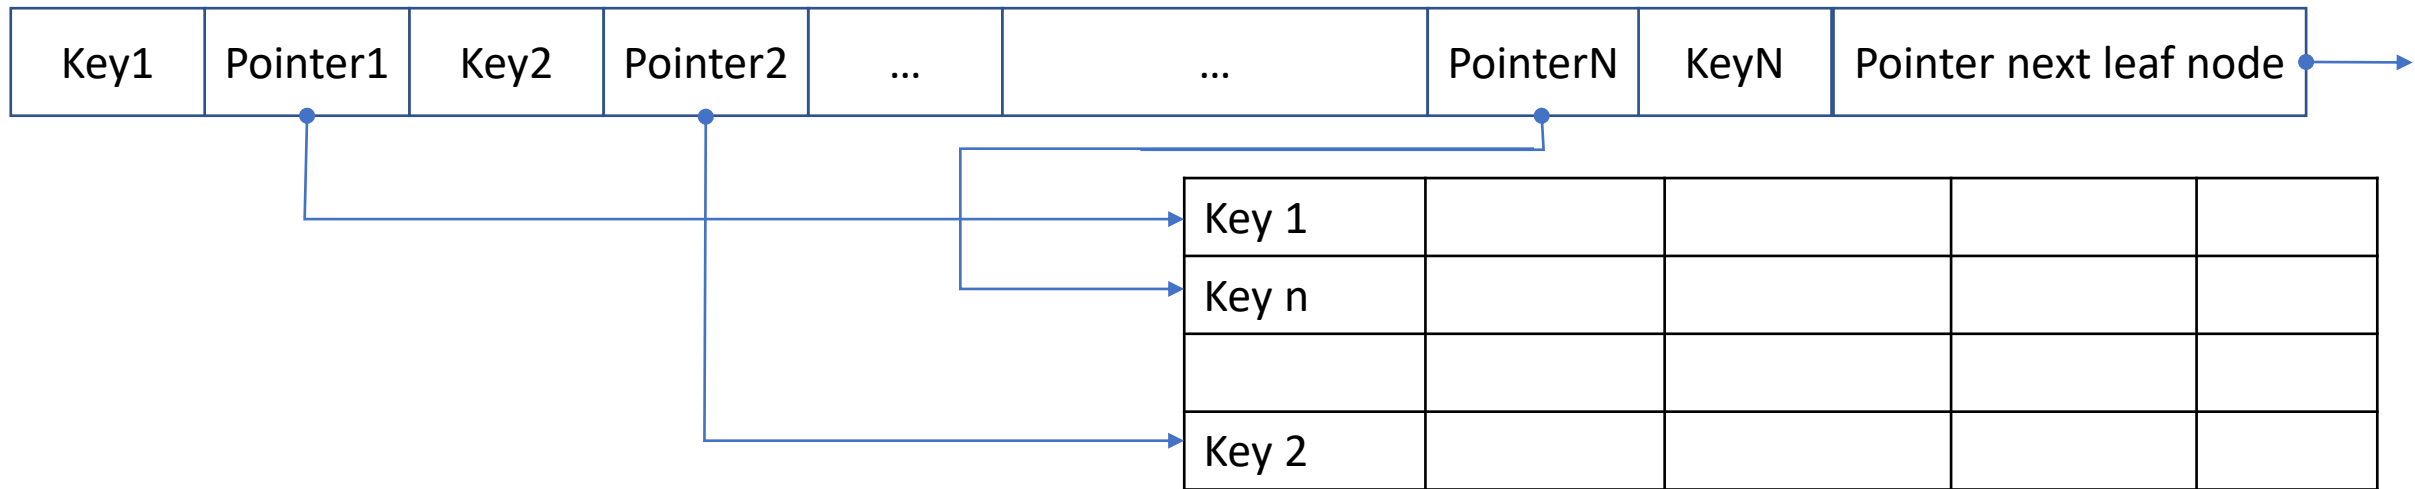 Key1 Pointer1 Key2 Pointer2 ... ... PointerN KeyN Pointer next leaf node
Key 1
Key n
Key 2